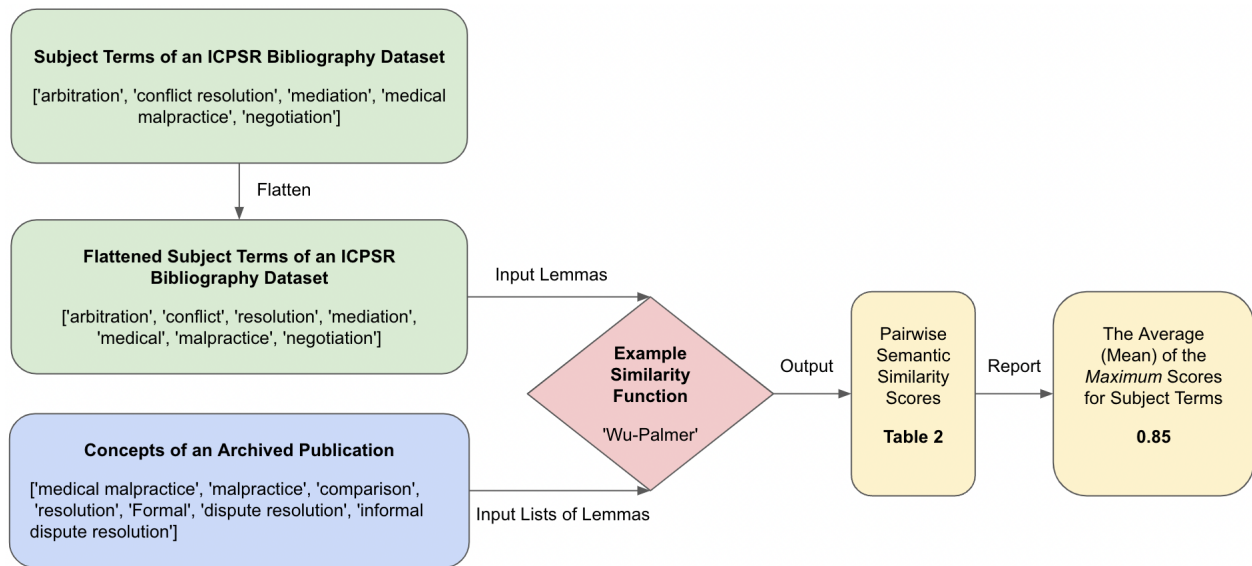 Subject Terms of an ICPSR Bibliography Dataset
['arbitration', 'conflict resolution', 'mediation', 'medical
malpractice', 'negotiation']
Flatten
Flattened Subject Terms of an ICPSR
Bibliography Dataset
['arbitration', 'conflict', 'resolution', 'mediation',
'medical', 'malpractice', 'negotiation']
Concepts of an Archived Publication
['medical malpractice', 'malpractice', 'comparison',
'resolution', 'Formal', 'dispute resolution', 'informal
dispute resolution']
Input Lemmas
Input Lists of Lemmas
Example
Similarity
Function
'Wu-Palmer'
Output
Pairwise
Semantic
Similarity
Scores
Table 2
Report
The Average
(Mean) of the
Maximum Scores
for Subject Terms
0.85